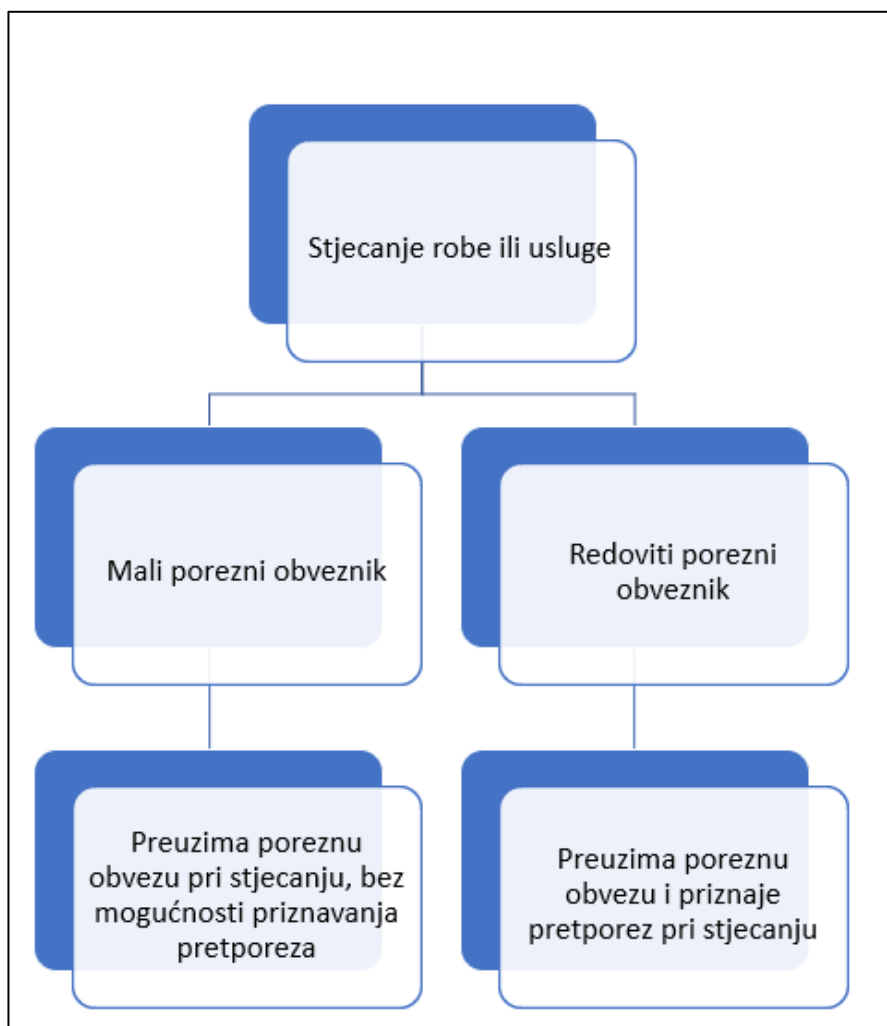 Stjecanje robe ili usluge
Mali porezni obveznik
Redoviti porezni
obveznik
Preuzima poreznu
obvezu pri stjecanju, bez
mogućnosti priznavanja
pretporeza
Preuzima poreznu
obvezu i priznaje
pretporez pri stjecanju